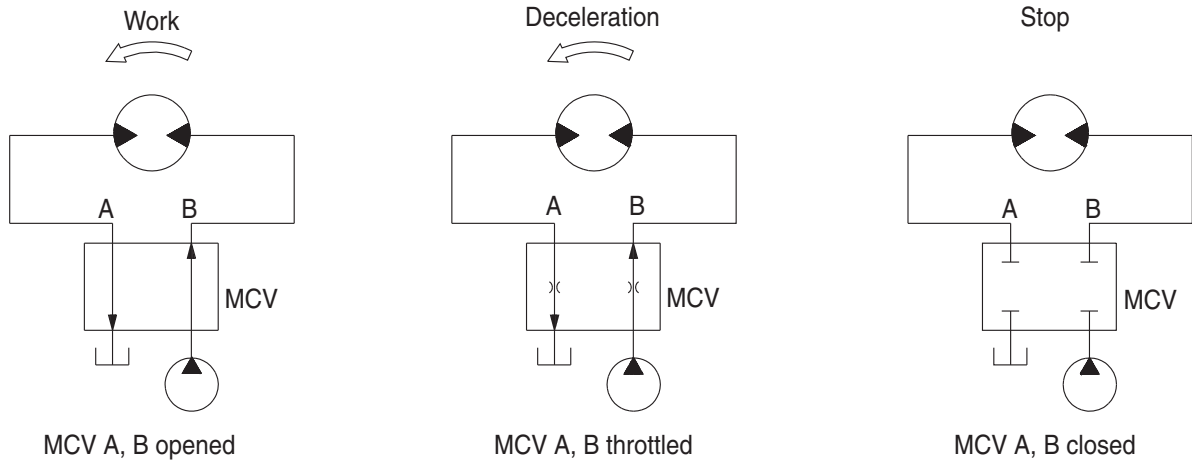 Work
A B
MCV
MCV A, B opened
Deceleration
A B
MCV
MCV A, B throttled
Stop
A B
MCV
MCV A, B closed